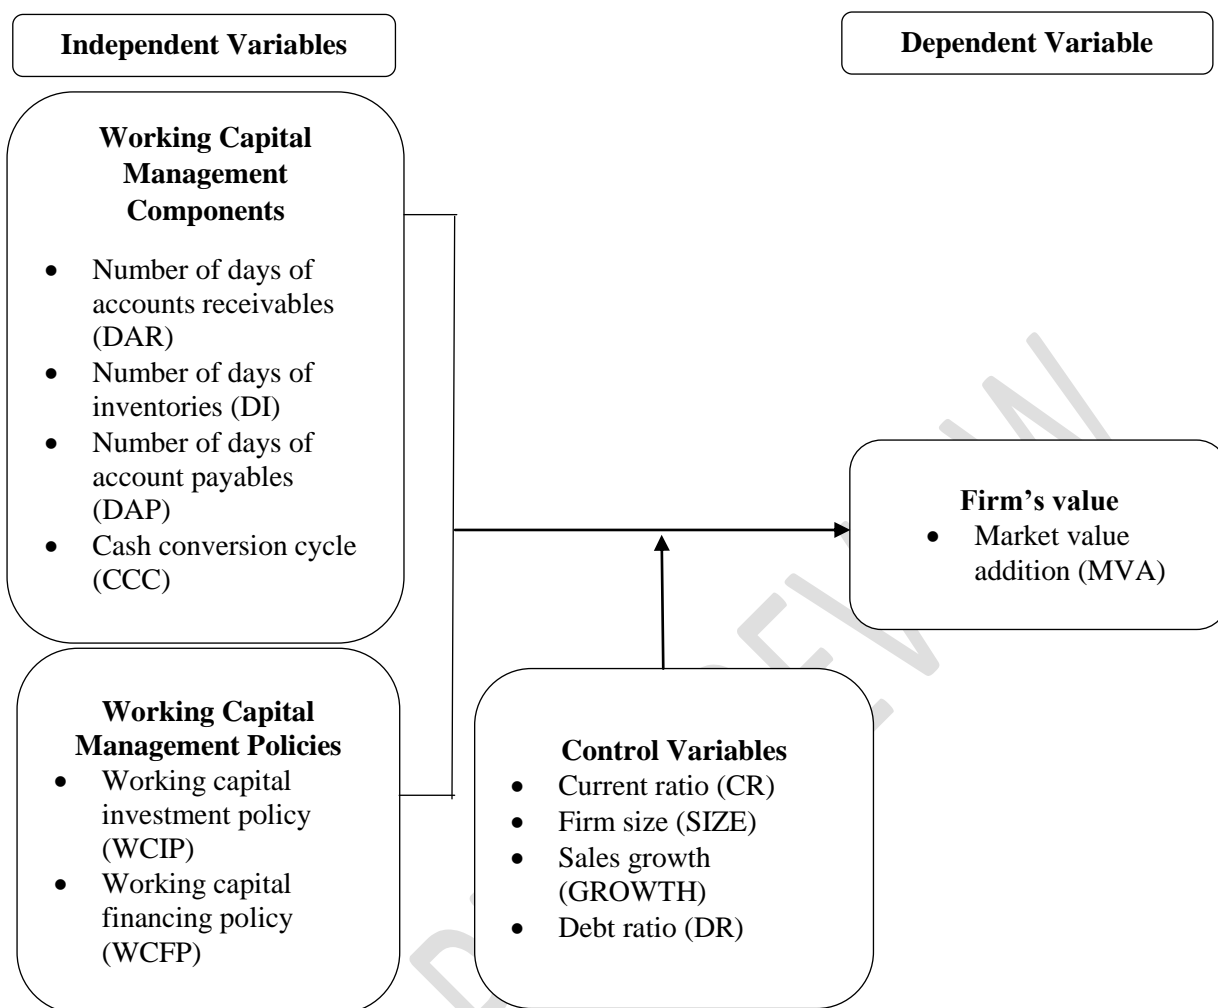 Independent Variables
Dependent Variable
Working Capital
Management
Components
• Number of days of
accounts receivables
(DAR)
• Number of days of
inventories (DI)
• Number of days of
account payables
(DAP)
• Cash conversion cycle
(CCC)
Firm’s value
• Market value
addition (MVA)
Working Capital
Management Policies
• Working capital
investment policy
(WCIP)
• Working capital
financing policy
(WCFP)
Control Variables
• Current ratio (CR)
• Firm size (SIZE)
• Sales growth
(GROWTH)
• Debt ratio (DR)